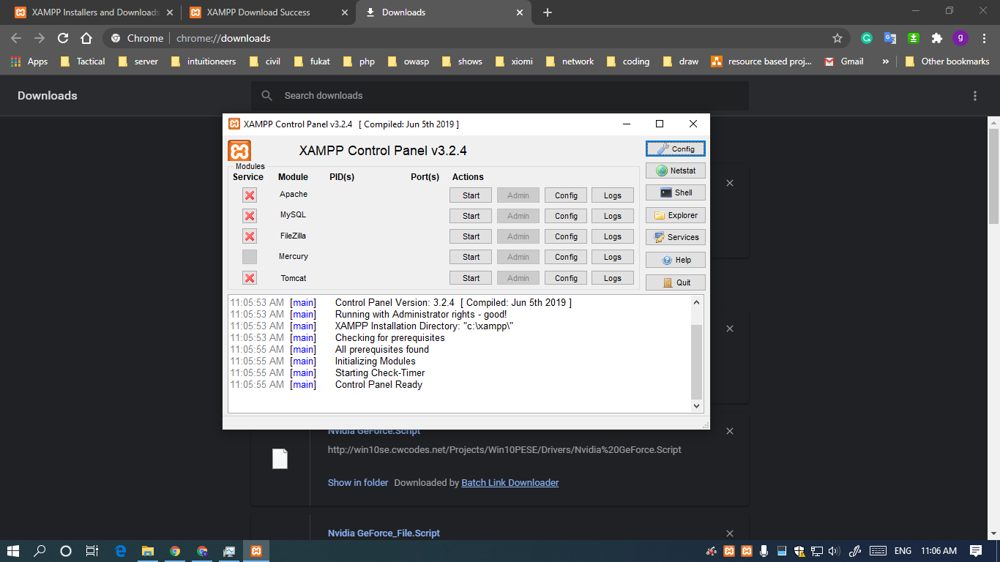 XAMPP Installers and Downloads
XAMPP Download Success
Downloads
Chrome
chrome://downloads
g
Apps
Tactical
server
intuitioneers
civil
fukat
php
owasp
shows
xiomi
network
coding
draw
resource based proj...
Gmail
»
Other bookmarks
Downloads
Search downloads
XAMPP Control Panel v3.2.4 [ Compiled: Jun 5th 2019 ]
XAMPP Control Panel v3.2.4
Config
Modules
Service Module PID(s) Port(s) Actions
Netstat
Apache Start Admin Config Logs
Shell
MySQL Start Admin Config Logs
Explorer
FileZilla Start Admin Config Logs
Services
Mercury Start Admin Config Logs
Help
Tomcat Start Admin Config Logs
Quit
11:05:53 AM [main] Control Panel Version: 3.2.4 [ Compiled: Jun 5th 2019 ]
11:05:53 AM [main] Running with Administrator rights - good!
11:05:53 AM [main] XAMPP Installation Directory: "c:\xampp\"
11:05:53 AM [main] Checking for prerequisites
11:05:55 AM [main] All prerequisites found
11:05:55 AM [main] Initializing Modules
11:05:55 AM [main] Starting Check-Timer
11:05:55 AM [main] Control Panel Ready
Nvidia GeForce.Script
http://win10se.cwcodes.net/Projects/Win10PESE/Drivers/Nvidia%20GeForce.Script
Show in folder Downloaded by Batch Link Downloader
Nvidia GeForce_File.Script
ENG 11:06 AM